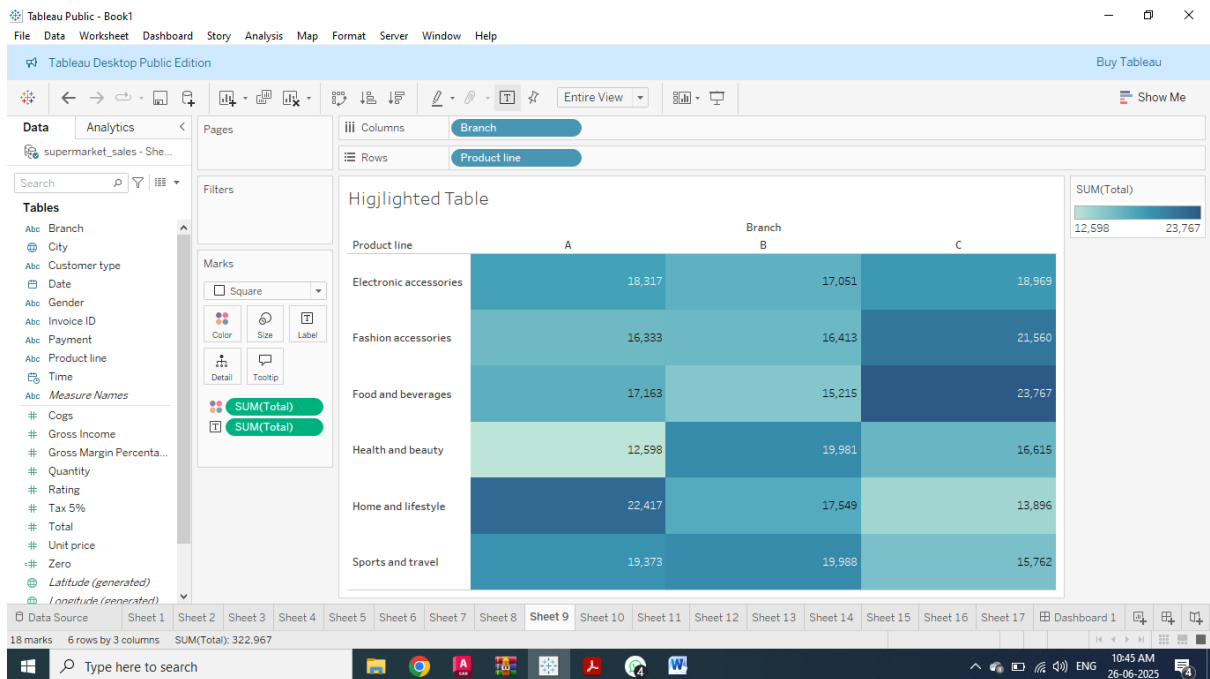 Tableau Public - Book1
File Data Worksheet Dashboard Story Analysis Map Format Server Window Help
Tableau Desktop Public Edition
Buy Tableau
Entire View
Show Me
Data Analytics
supermarket_sales - She...
Search
Tables
Abc Branch
City
Abc Customer type
Date
Abc Gender
Abc Invoice ID
Abc Payment
Abc Product line
Time
Abc Measure Names
# Cogs
# Gross Income
# Gross Margin Percenta...
# Quantity
# Rating
# Tax 5%
# Total
# Unit price
=# Zero
Latitude (generated)
Longitude (generated)
Pages
Filters
Marks
Square
Color Size Label
Detail Tooltip
SUM(Total)
SUM(Total)
Columns Branch
Rows Product line
Higjlighted Table
Branch
Product line A B C
Electronic accessories 18,317 17,051 18,969
Fashion accessories 16,333 16,413 21,560
Food and beverages 17,163 15,215 23,767
Health and beauty 12,598 19,981 16,615
Home and lifestyle 22,417 17,549 13,896
Sports and travel 19,373 19,988 15,762
SUM(Total)
12,598 23,767
Data Source Sheet 1 Sheet 2 Sheet 3 Sheet 4 Sheet 5 Sheet 6 Sheet 7 Sheet 8 Sheet 9 Sheet 10 Sheet 11 Sheet 12 Sheet 13 Sheet 14 Sheet 15 Sheet 16 Sheet 17 Dashboard 1
18 marks 6 rows by 3 columns SUM(Total): 322,967
Type here to search
ENG
10:45 AM
26-06-2025